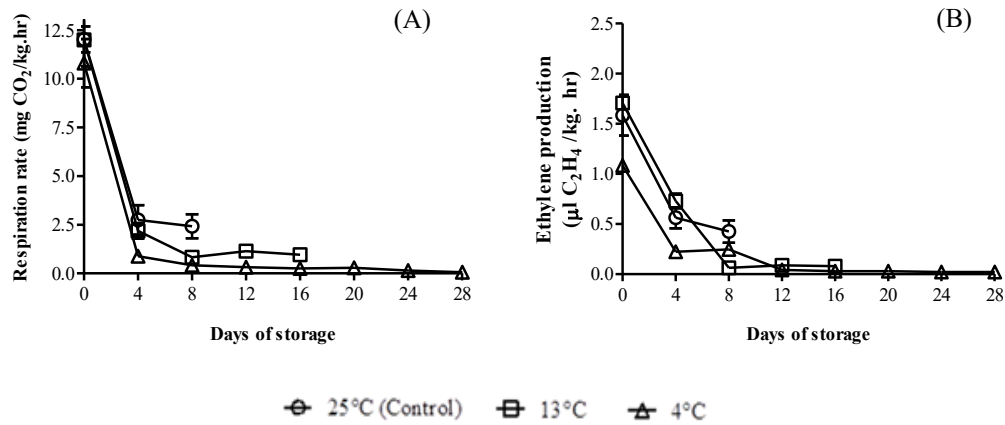 (A)
Respiration rate (mg CO₂/kg.hr)
12.5
10.0
7.5
5.0
2.5
0.0
0 4 8 12 16 20 24 28
Days of storage
(B)
Ethylene production
(µl C₂H₄ /kg. hr)
2.5
2.0
1.5
1.0
0.5
0.0
0 4 8 12 16 20 24 28
Days of storage
25°C (Control) 13°C 4°C